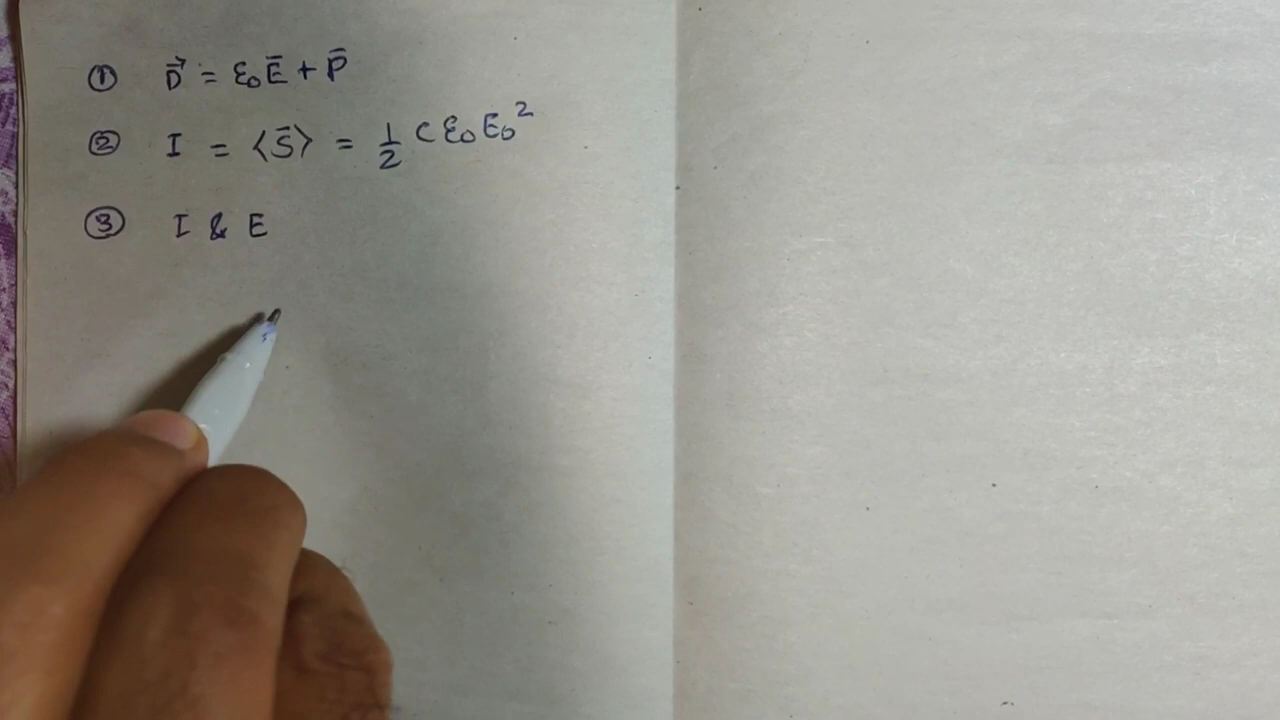 ① D⃗ = ε₀E̅ + P̅
② I = ⟨S̅⟩ = 1/2 C ε₀ E₀²
③ I & E